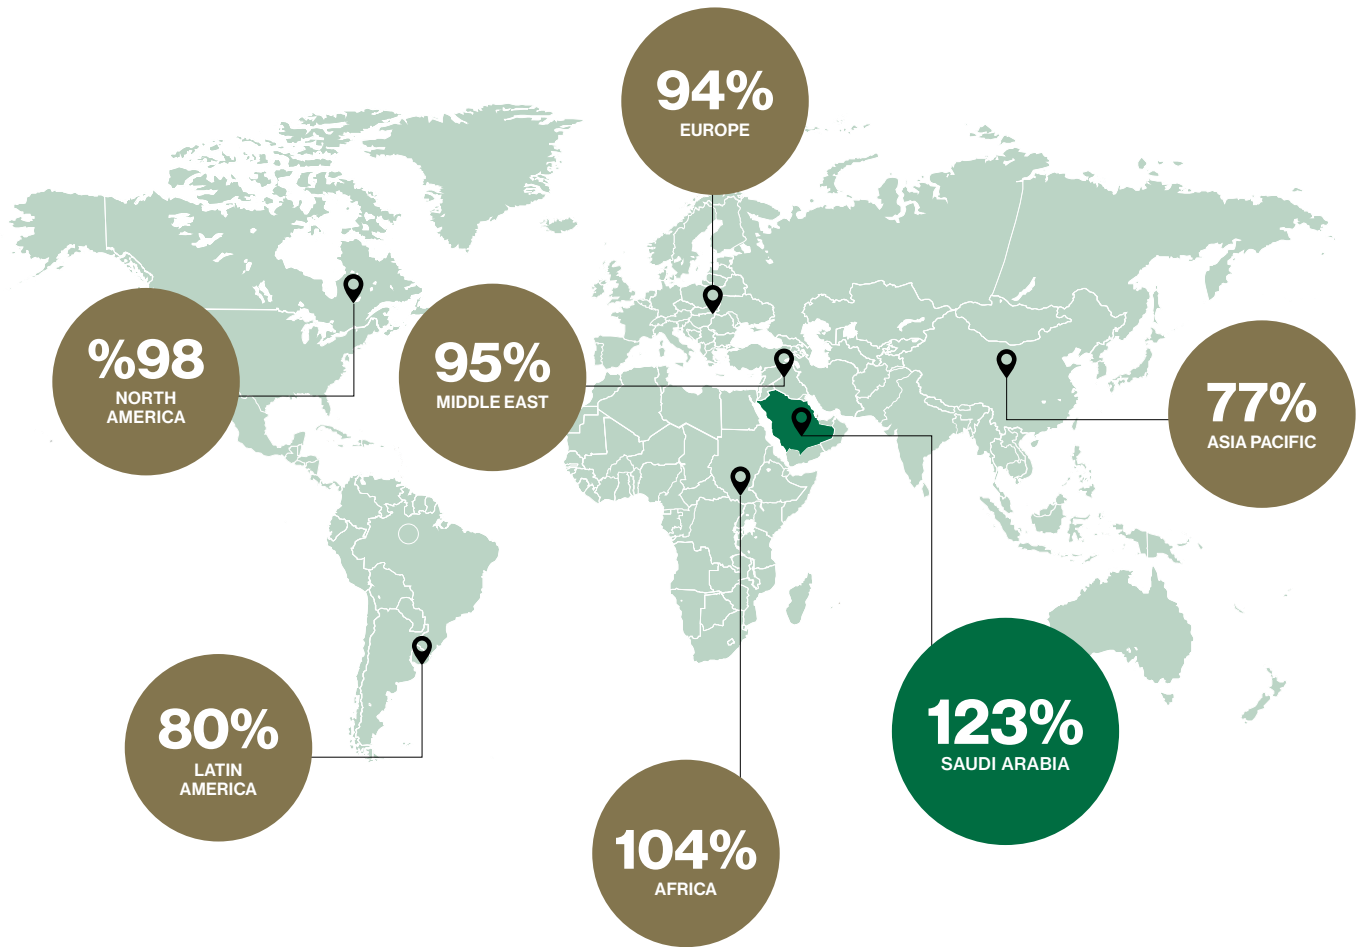 94%
EUROPE
%98
NORTH
AMERICA
95%
MIDDLE EAST
77%
ASIA PACIFIC
80%
LATIN
AMERICA
123%
SAUDI ARABIA
104%
AFRICA